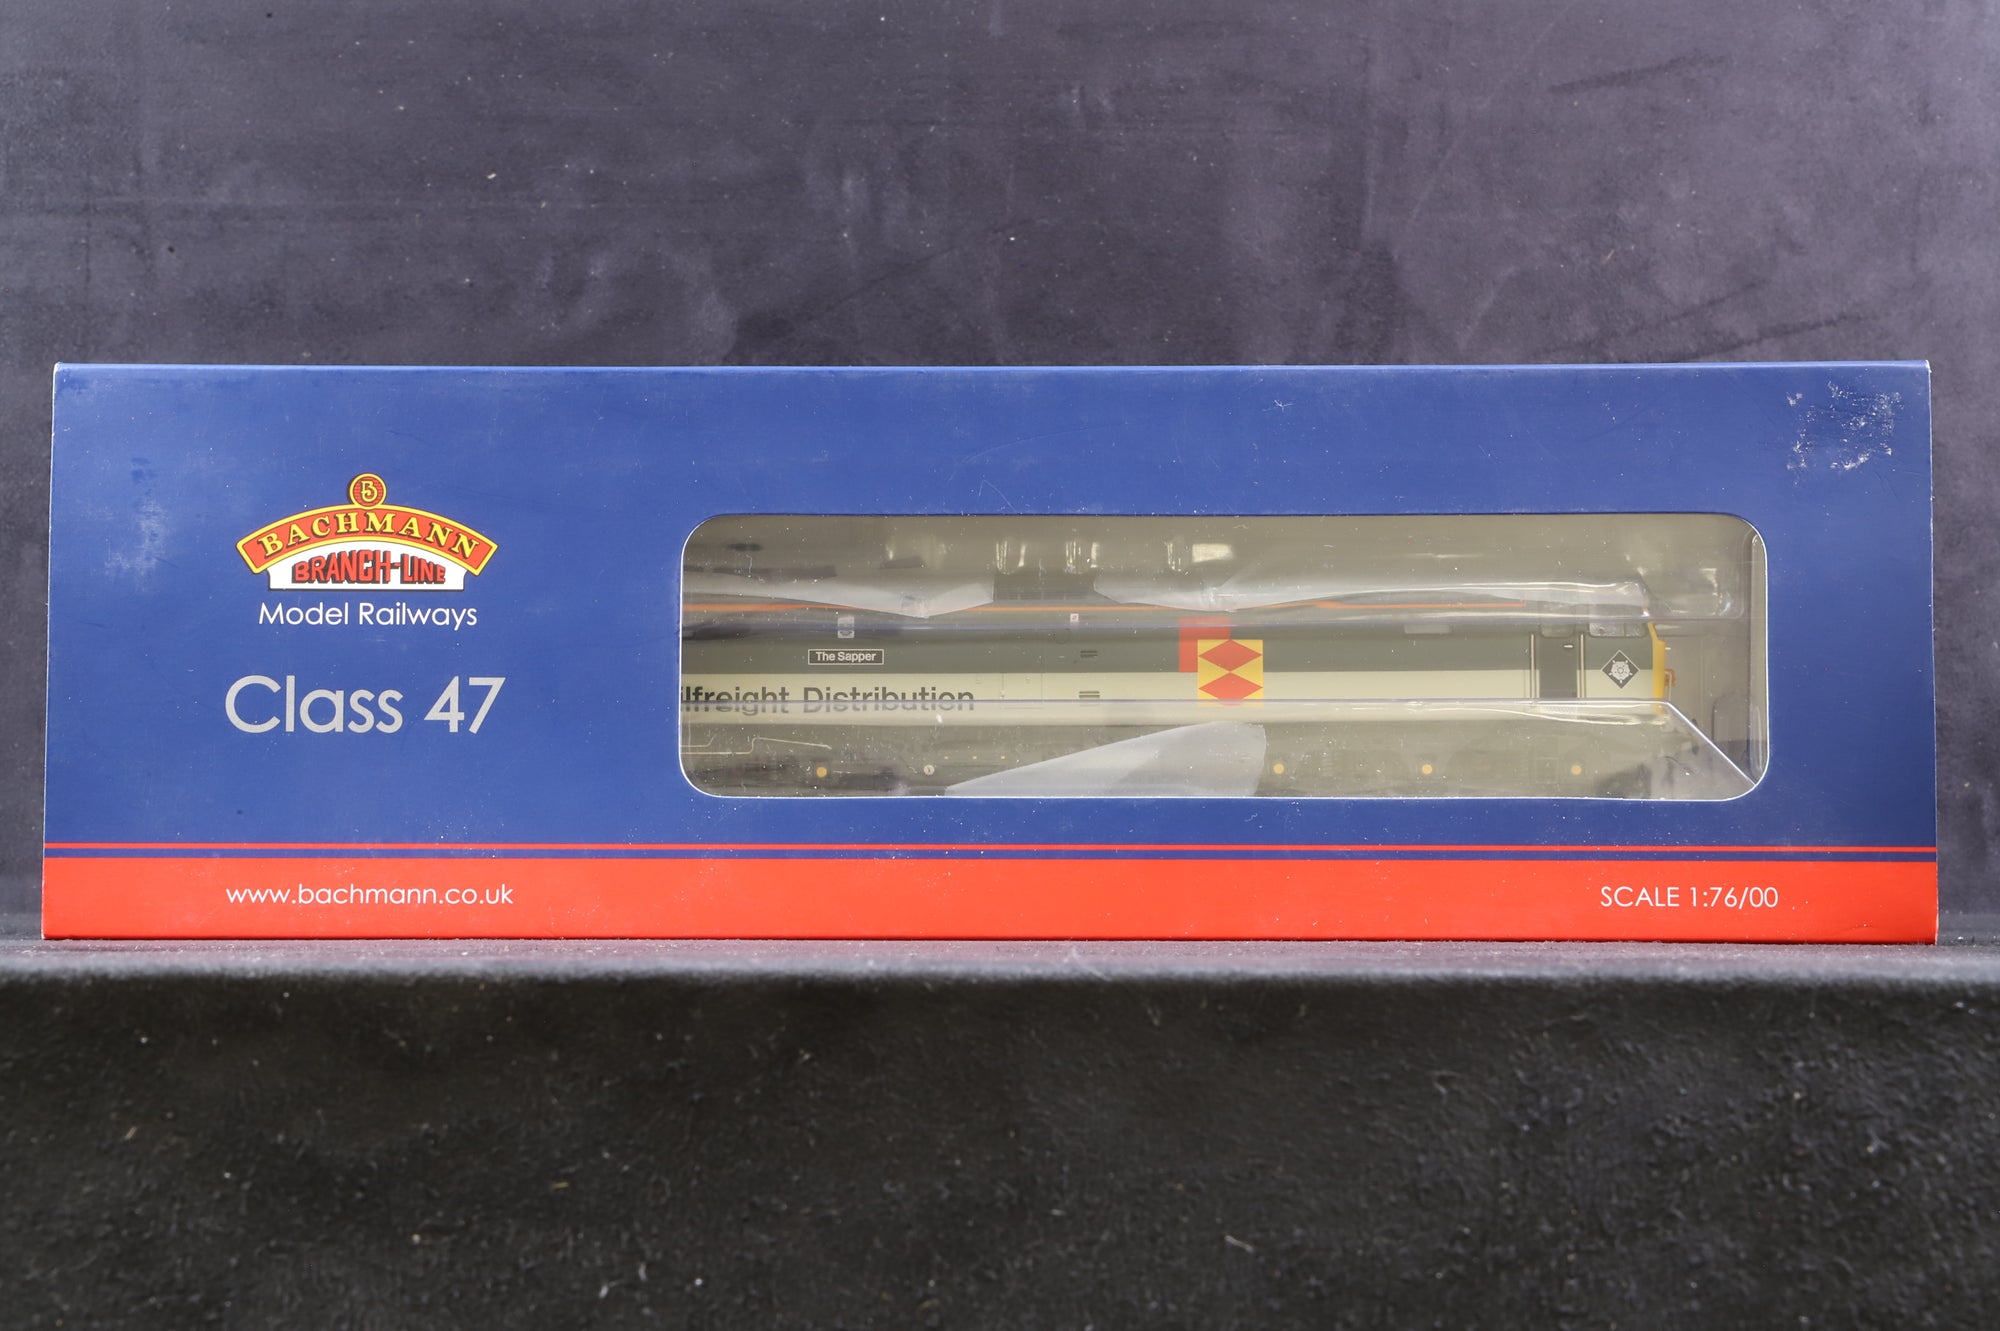 B
BACHMANN
BRANCH-LINE
Model Railways
Class 47
The Sapper
ilfreight Distribution
www.bachmann.co.uk
SCALE 1:76/00